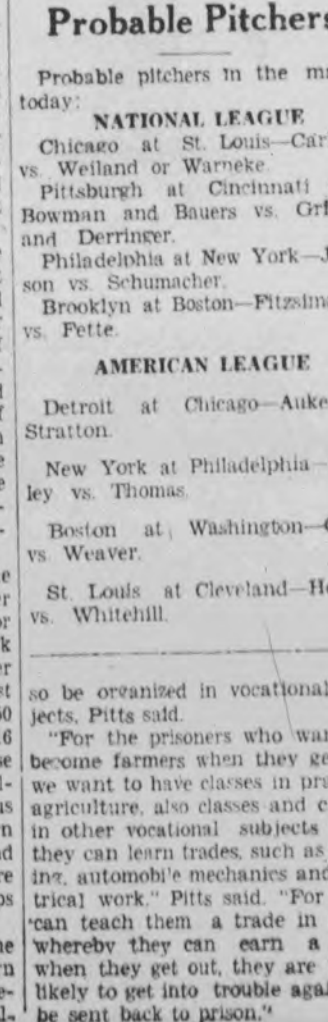 Probable Pitchers
Probable pitchers in the m
today:
NATIONAL LEAGUE
Chicago at St. Louis—Car
vs. Weiland or Warneke.
Pittsburgh at Cincinnati
Bowman and Bauers vs. Gri
and Derringer.
Philadelphia at New York—J
son vs. Schumacher.
Brooklyn at Boston—Fitzsim
vs. Fette.
AMERICAN LEAGUE
Detroit at Chicago—Auke
Stratton.
New York at Philadelphia—
ley vs. Thomas.
Boston at Washington—
vs. Weaver.
St. Louis at Cleveland—He
vs. Whitehill.
so be organized in vocational
jects, Pitts said.
"For the prisoners who wan
become farmers when they ge
we want to have classes in pra
agriculture, also classes and c
in other vocational subjects
they can learn trades, such as
ing, automobile mechanics and
trical work." Pitts said. "For
can teach them a trade in
whereby they can earn a
when they get out, they are
likely to get into trouble agai
be sent back to prison."